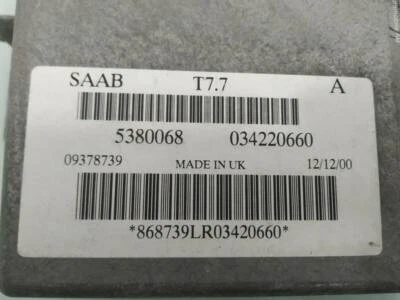 SAAB T7.7 A
5380068 034220660
09378739 MADE IN UK 12/12/00
*868739LR03420660*